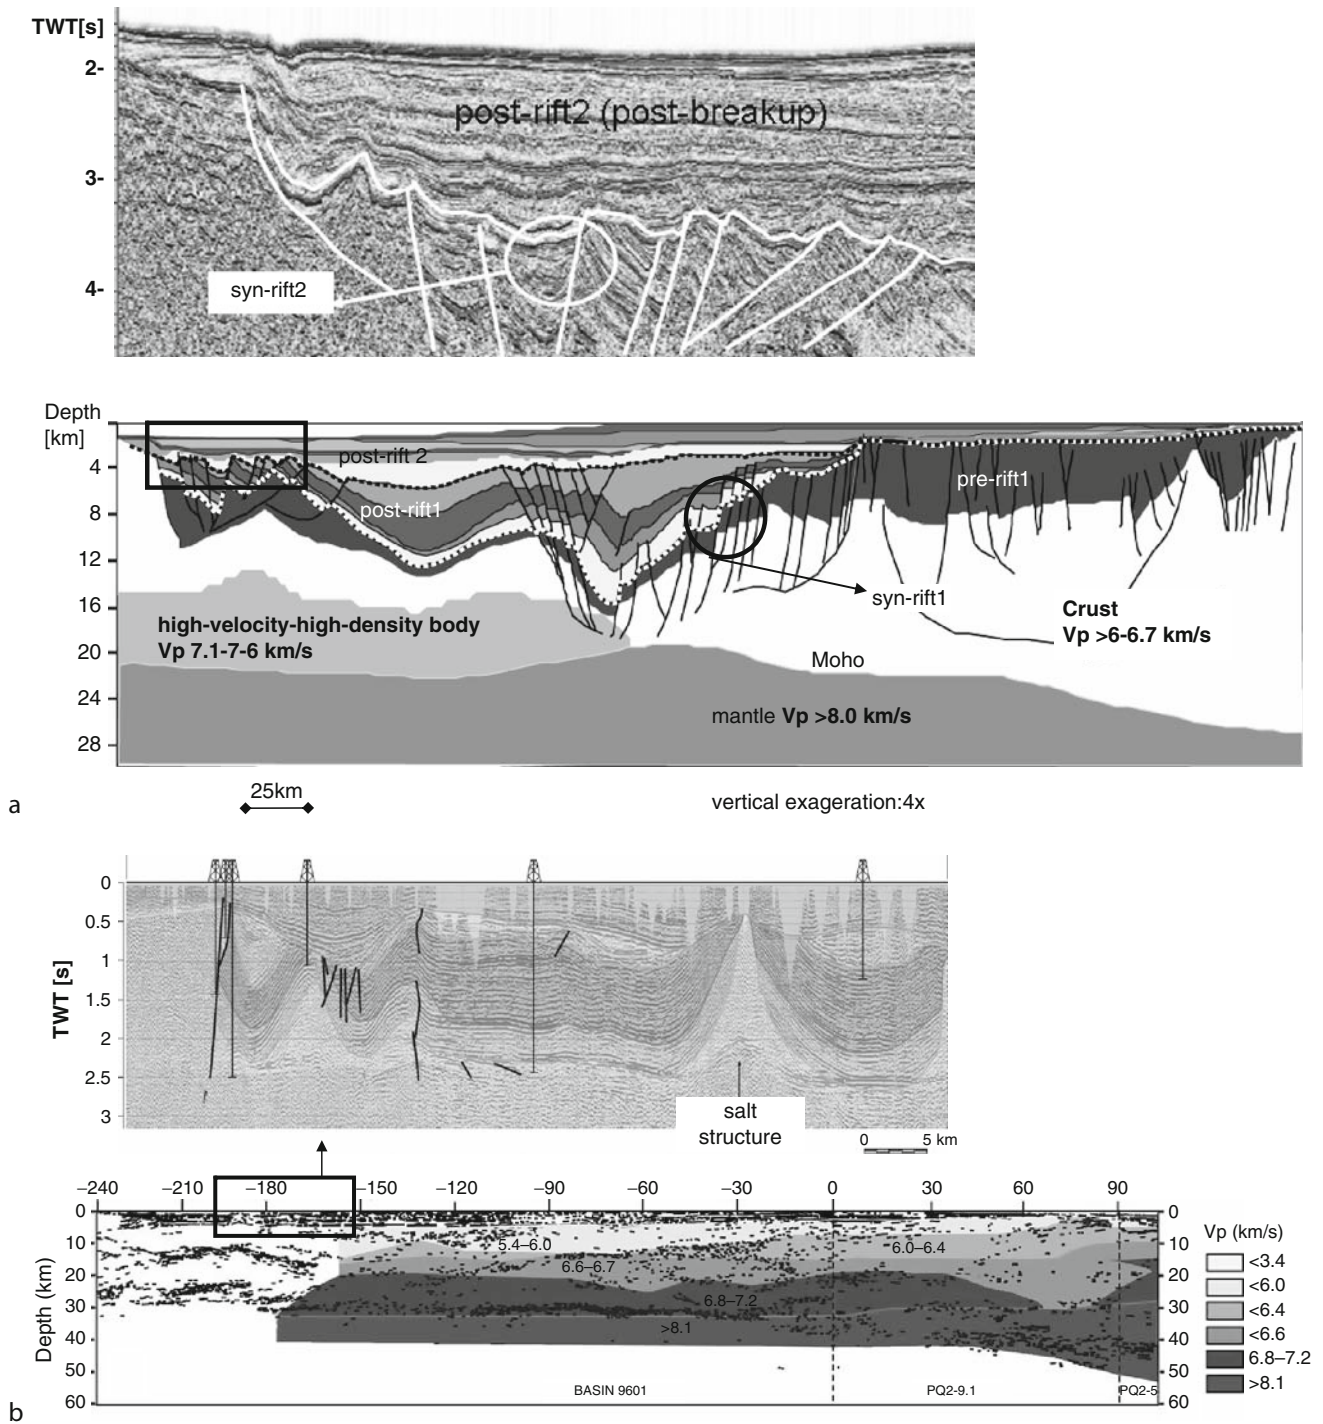 TWT[s]
2-
post-rift2 (post-breakup)
3-
4-
syn-rift2
Depth
[km]
4
8
12
16
20
24
28
post-rift 2
post-rift1
pre-rift1
syn-rift1
high-velocity-high-density body
Vp 7.1-7-6 km/s
Crust
Vp >6-6.7 km/s
Moho
mantle Vp >8.0 km/s
25km
vertical exageration:4x
a
TWT [s]
0
0.5
1
1.5
2
2.5
3
salt
structure
0 5 km
−240 −210 −180 −150 −120 −90 −60 −30 0 30 60 90
Depth (km)
0
10
20
30
40
50
60
5.4–6.0
6.6–6.7
6.8–7.2
>8.1
6.0–6.4
BASIN 9601
PQ2-9.1
PQ2-5
0
10
20
30
40
50
60
Vp (km/s)
<3.4
<6.0
<6.4
<6.6
6.8–7.2
>8.1
b